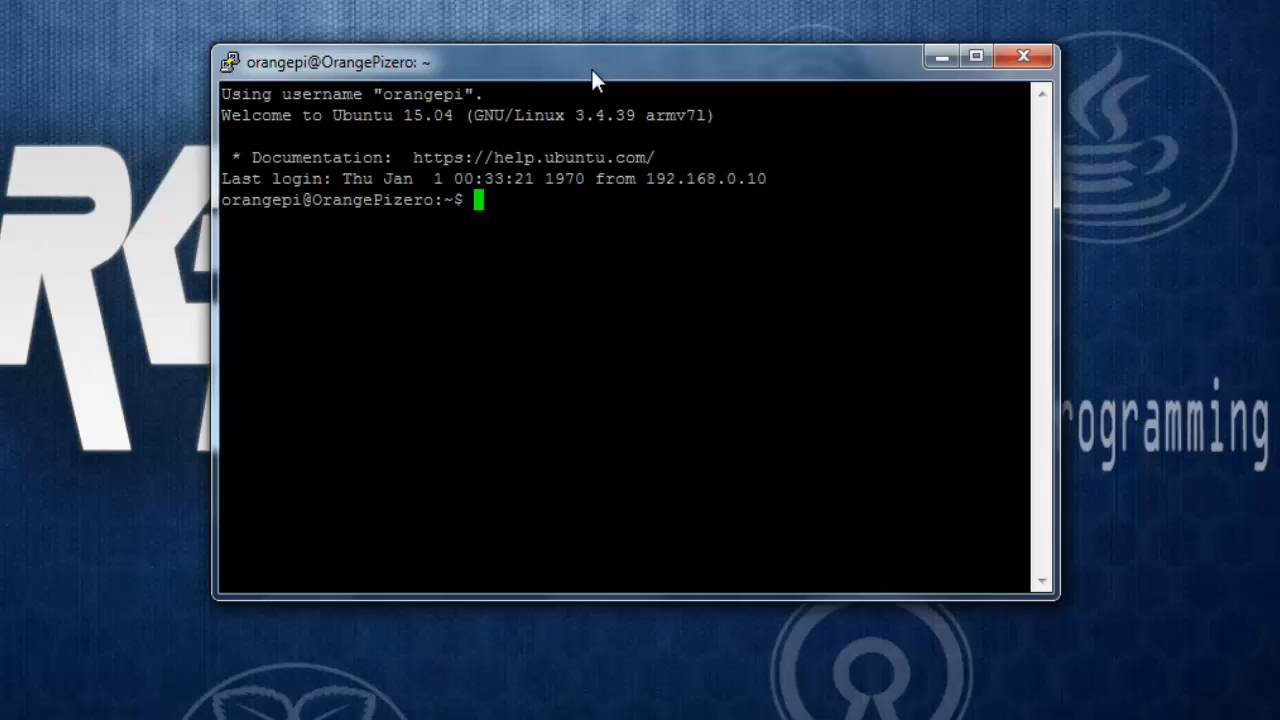 orangepi@OrangePizero: ~
Using username "orangepi".
Welcome to Ubuntu 15.04 (GNU/Linux 3.4.39 armv7l)
 * Documentation:  https://help.ubuntu.com/
Last login: Thu Jan  1 00:33:21 1970 from 192.168.0.10
orangepi@OrangePizero:~$
rogramming